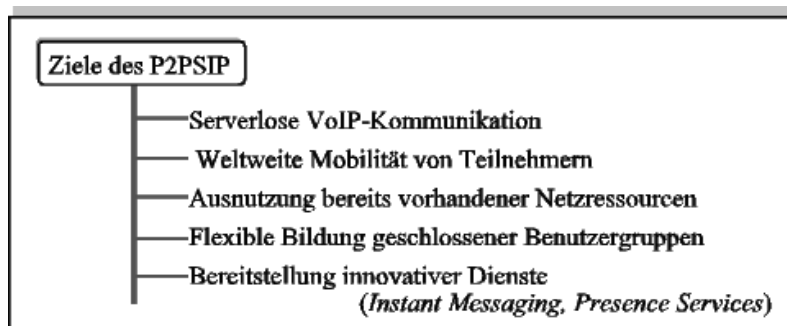 Ziele des P2PSIP
Serverlose VoIP-Kommunikation
Weltweite Mobilität von Teilnehmern
Ausnutzung bereits vorhandener Netzressourcen
Flexible Bildung geschlossener Benutzergruppen
Bereitstellung innovativer Dienste
(Instant Messaging, Presence Services)